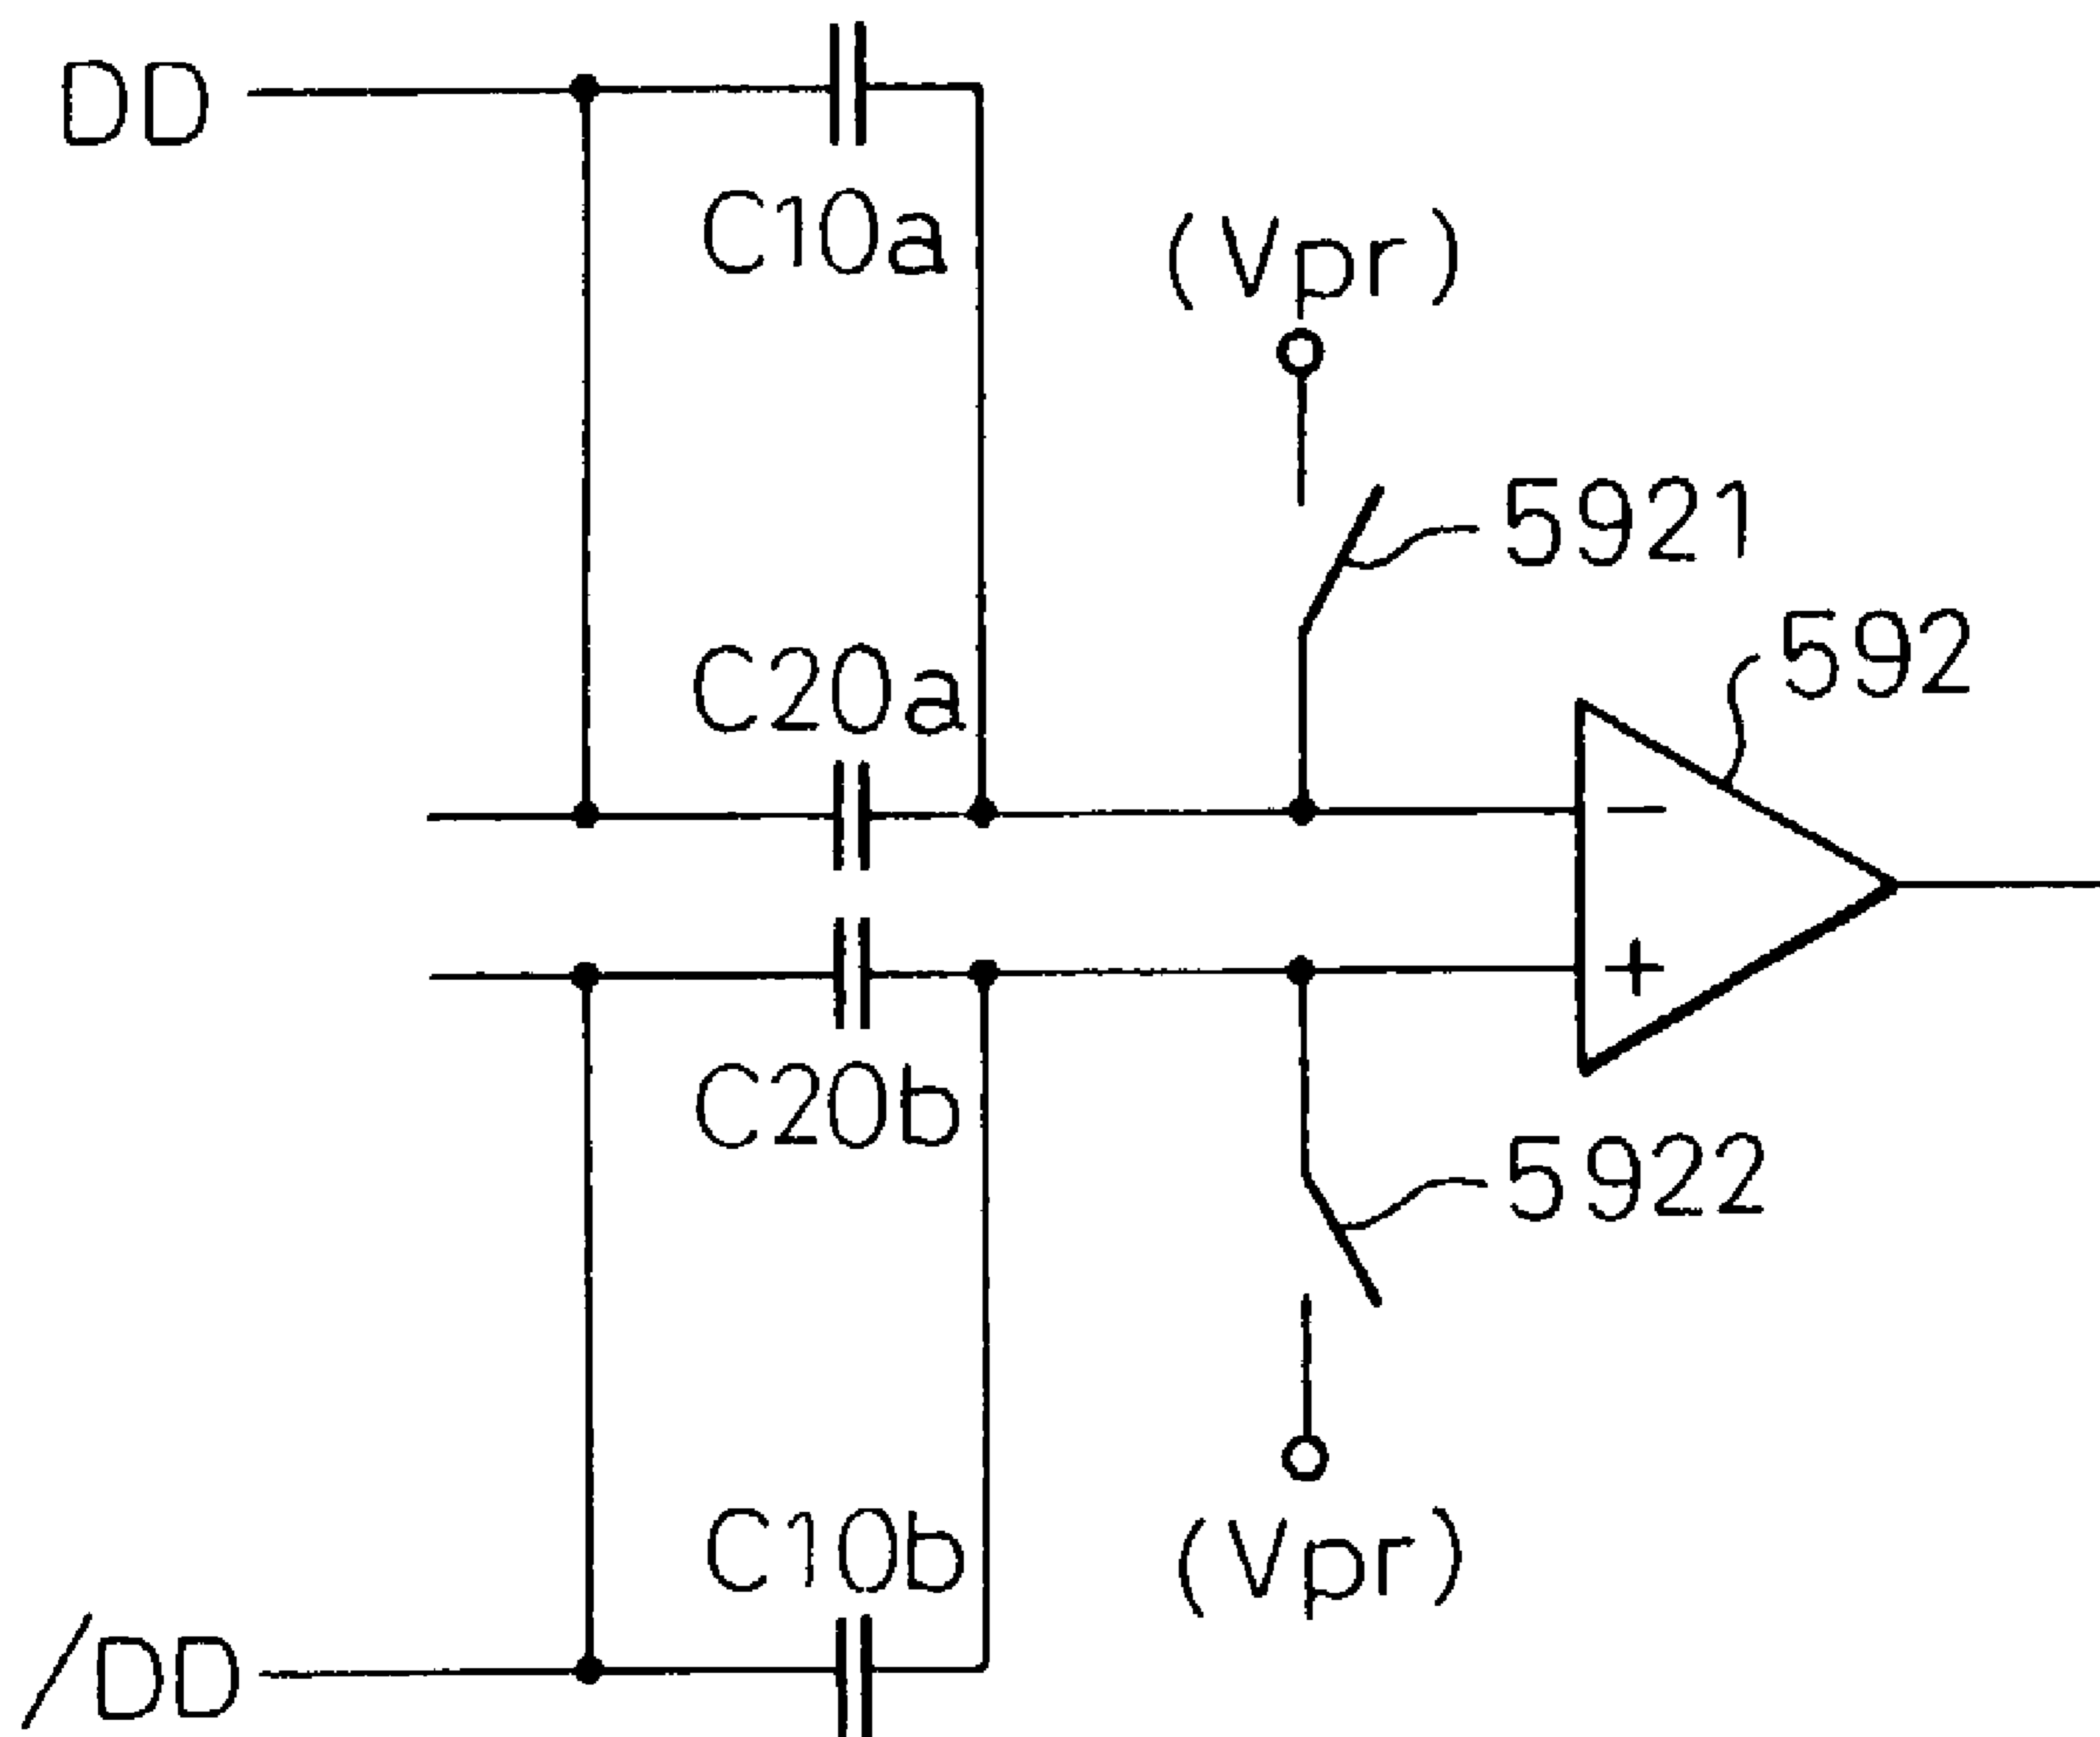 DD
C10a
(Vpr)
5921
592
C20a
−
+
C20b
5922
C10b
(Vpr)
/DD